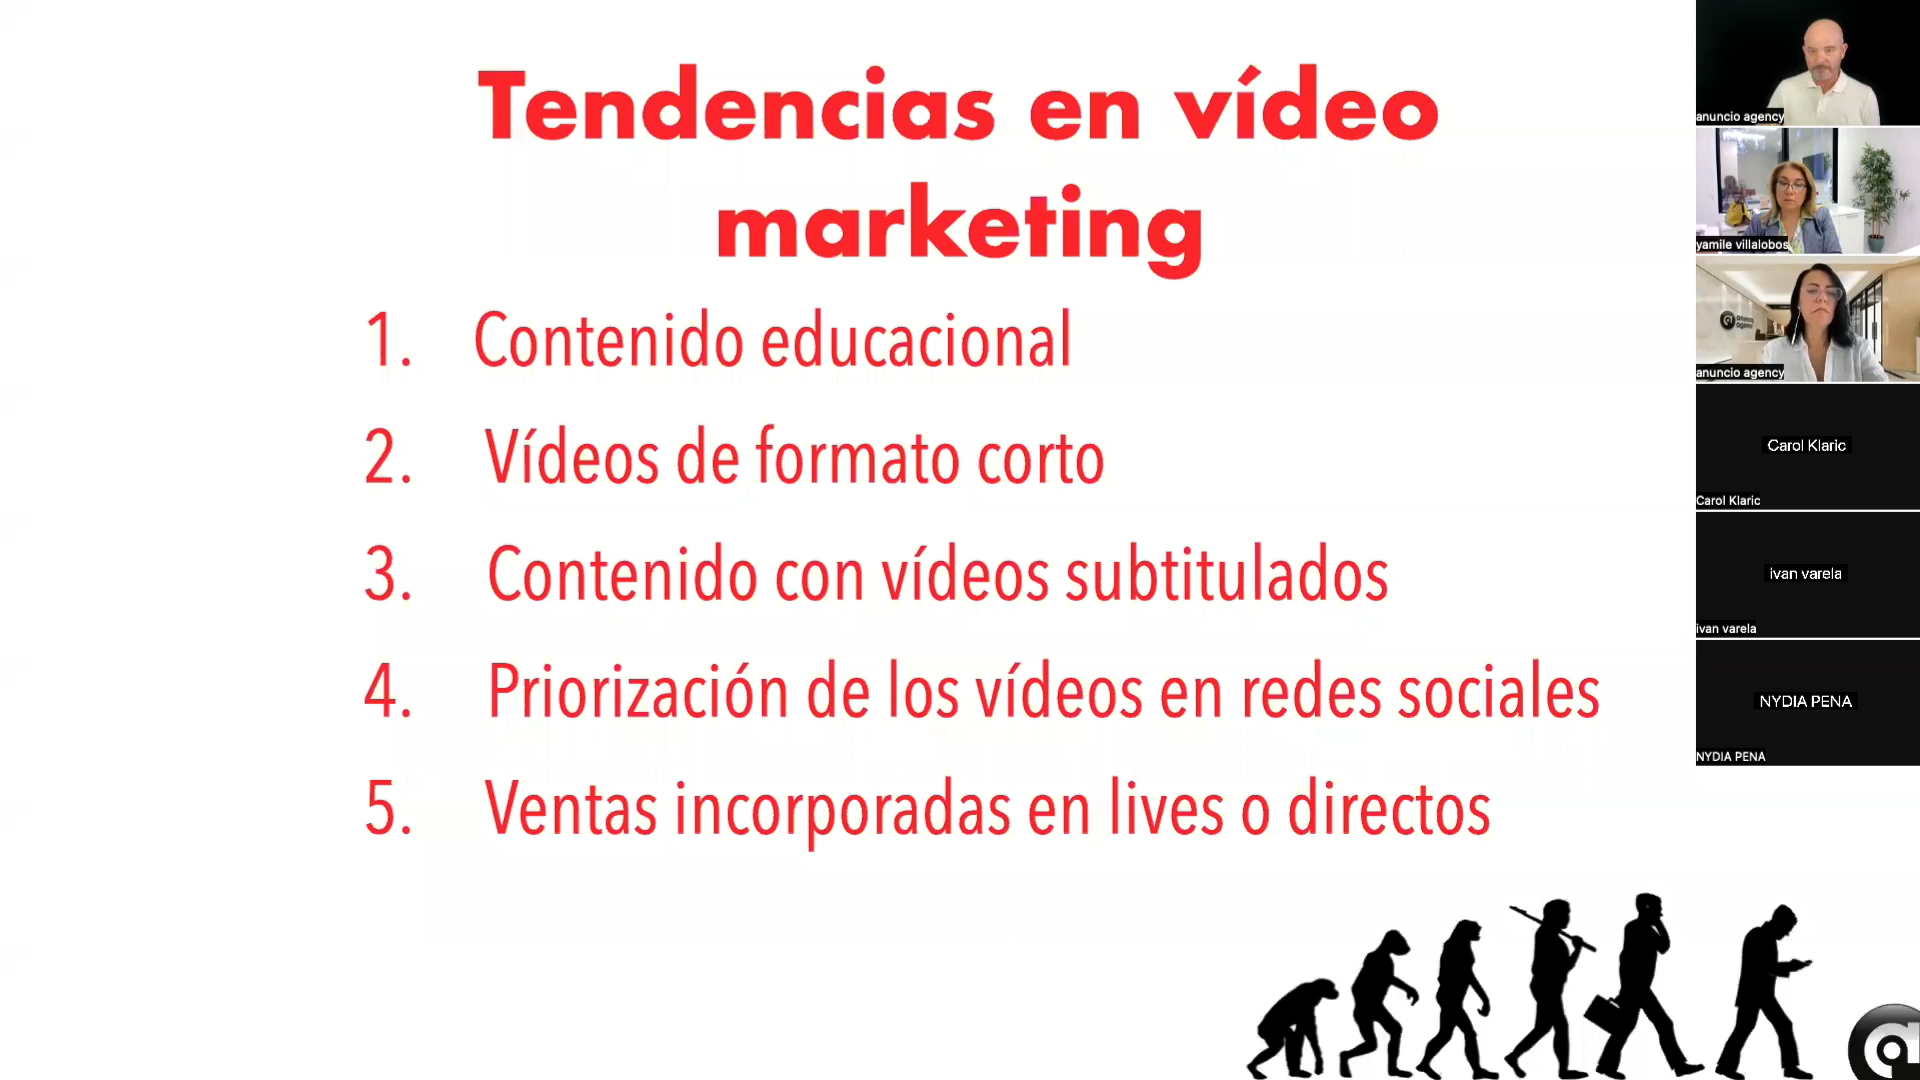 Tendencias en vídeo
marketing
1. Contenido educacional
2. Vídeos de formato corto
3. Contenido con vídeos subtitulados
4. Priorización de los vídeos en redes sociales
5. Ventas incorporadas en lives o directos
anuncio agency
yamile villalobos
anuncio agency
anuncio agency
Carol Klaric
Carol Klaric
ivan varela
ivan varela
NYDIA PENA
NYDIA PENA
a